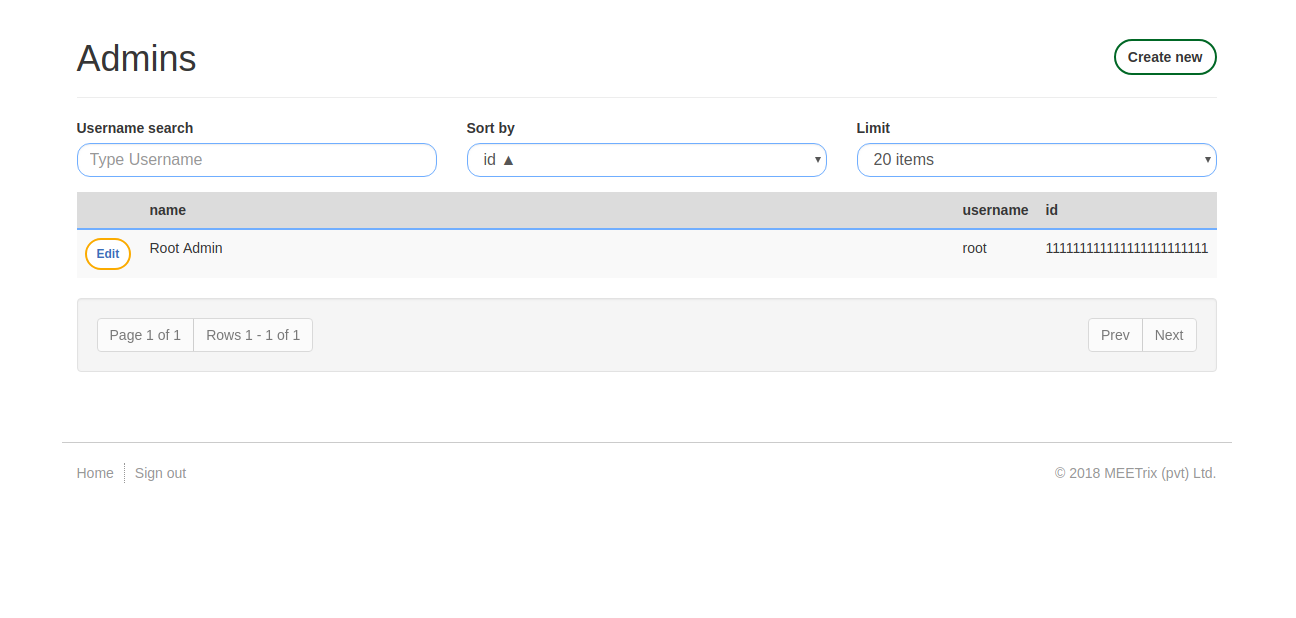 Admins
Create new
Username search
Sort by
Limit
Type Username
id ▲
20 items
name username id
Edit Root Admin root 111111111111111111111111
Page 1 of 1 Rows 1 - 1 of 1 Prev Next
Home Sign out © 2018 MEETrix (pvt) Ltd.